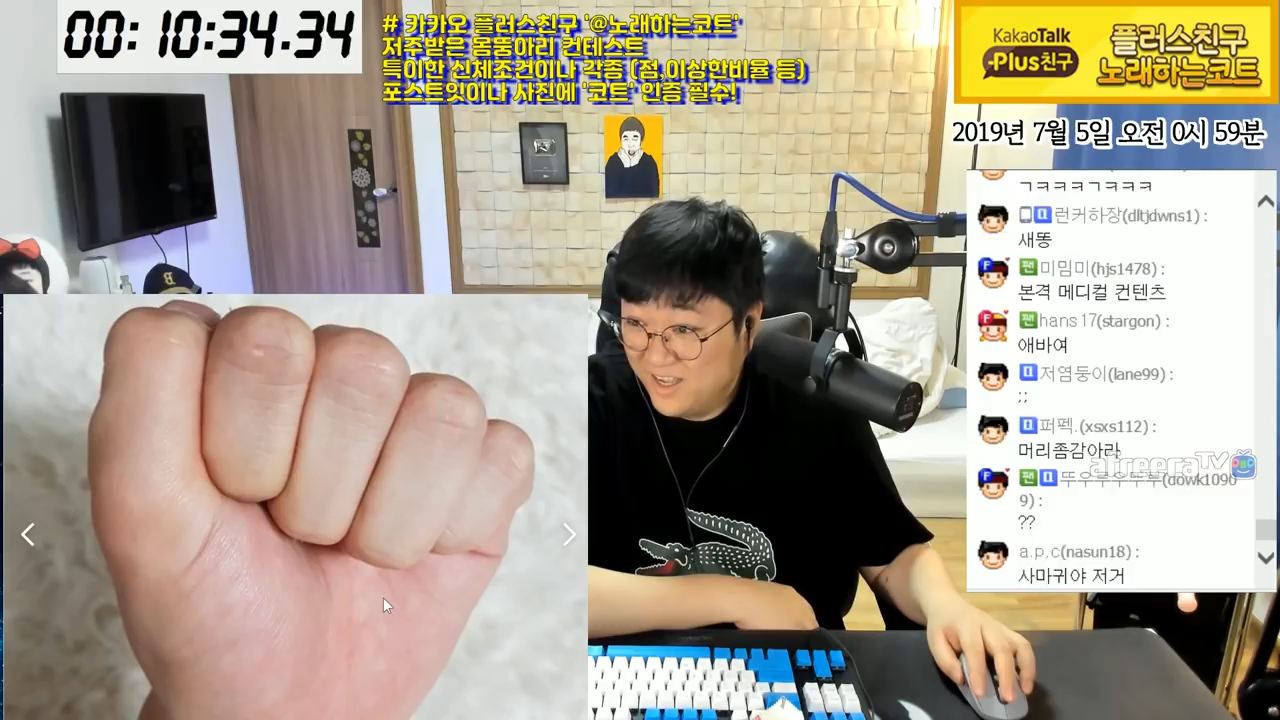 00: 10:34.34
# 카카오 플러스친구 '@노래하는코트'
저주받은 몸뚱아리 컨테스트
특이한 신체조건이나 각종 (점,이상한비율 등)
포스트잇이나 사진에 '코트' 인증 필수!
KakaoTalk
Plus친구
플러스친구
노래하는코트
2019년 7월 5일 오전 0시 59분
ㄱㅋㅋㅋㄱㅋㅋㅋ
런커하장(dltjdwns1) :
새똥
팬 미밈미(hjs1478) :
본격 메디컬 컨텐츠
팬 hans17(stargon) :
애바여
저염둥이(lane99) :
;;
퍼펙.(xsxs112) :
머리좀감아라
afreecaTV
9) :
??
a.p,c(nasun18) :
사마귀야 저거